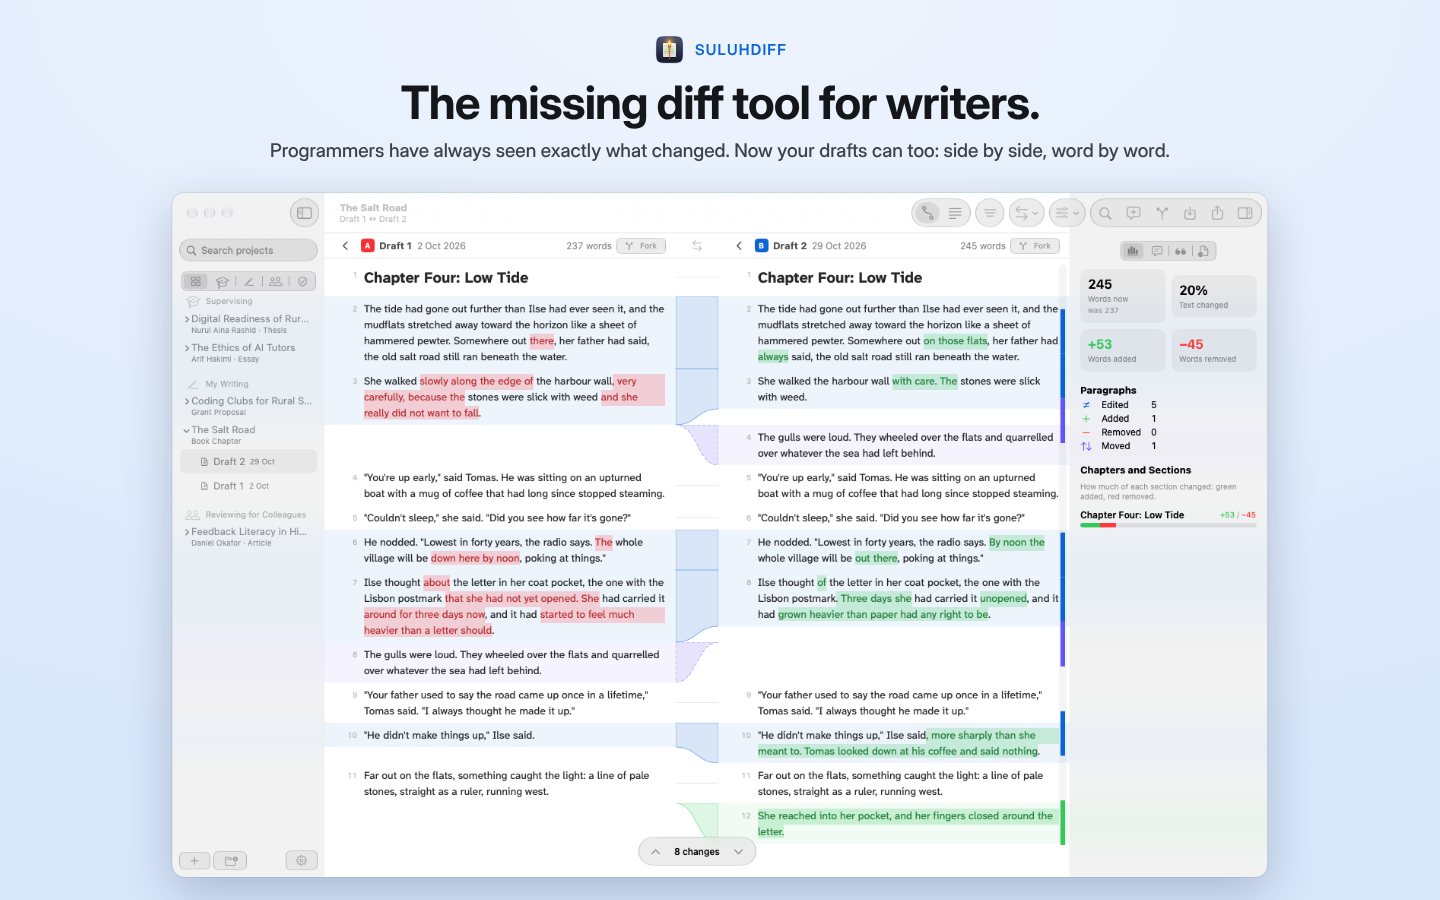 SULUHDIFF
The missing diff tool for writers.
Programmers have always seen exactly what changed. Now your drafts can too: side by side, word by word.
Search projects
Supervising
Digital Readiness of Rur...
Nurul Aina Rashid · Thesis
The Ethics of AI Tutors
Arif Hakimi · Essay
My Writing
Coding Clubs for Rural S...
Grant Proposal
The Salt Road
Book Chapter
Draft 2 29 Oct
Draft 1 2 Oct
Reviewing for Colleagues
Feedback Literacy in Hi...
Daniel Okafor · Article
The Salt Road
Draft 1 ↔ Draft 2
A Draft 1 2 Oct 2026 237 words Fork
1 Chapter Four: Low Tide
2 The tide had gone out further than Ilse had ever seen it, and the
mudflats stretched away toward the horizon like a sheet of
hammered pewter. Somewhere out there, her father had said,
the old salt road still ran beneath the water.
3 She walked slowly along the edge of the harbour wall, very
carefully, because the stones were slick with weed and she
really did not want to fall.
4 "You're up early," said Tomas. He was sitting on an upturned
boat with a mug of coffee that had long since stopped steaming.
5 "Couldn't sleep," she said. "Did you see how far it's gone?"
6 He nodded. "Lowest in forty years, the radio says. The whole
village will be down here by noon, poking at things."
7 Ilse thought about the letter in her coat pocket, the one with the
Lisbon postmark that she had not yet opened. She had carried it
around for three days now, and it had started to feel much
heavier than a letter should.
8 The gulls were loud. They wheeled over the flats and quarrelled
over whatever the sea had left behind.
9 "Your father used to say the road came up once in a lifetime,"
Tomas said. "I always thought he made it up."
10 "He didn't make things up," Ilse said.
11 Far out on the flats, something caught the light: a line of pale
stones, straight as a ruler, running west.
B Draft 2 29 Oct 2026 245 words Fork
1 Chapter Four: Low Tide
2 The tide had gone out further than Ilse had ever seen it, and the
mudflats stretched away toward the horizon like a sheet of
hammered pewter. Somewhere out on those flats, her father had
always said, the old salt road still ran beneath the water.
3 She walked the harbour wall with care. The stones were slick
with weed.
4 The gulls were loud. They wheeled over the flats and quarrelled
over whatever the sea had left behind.
5 "You're up early," said Tomas. He was sitting on an upturned
boat with a mug of coffee that had long since stopped steaming.
6 "Couldn't sleep," she said. "Did you see how far it's gone?"
7 He nodded. "Lowest in forty years, the radio says. By noon the
whole village will be out there, poking at things."
8 Ilse thought of the letter in her coat pocket, the one with the
Lisbon postmark. Three days she had carried it unopened, and it
had grown heavier than paper had any right to be.
9 "Your father used to say the road came up once in a lifetime,"
Tomas said. "I always thought he made it up."
10 "He didn't make things up," Ilse said, more sharply than she
meant to. Tomas looked down at his coffee and said nothing.
11 Far out on the flats, something caught the light: a line of pale
stones, straight as a ruler, running west.
12 She reached into her pocket, and her fingers closed around the
letter.
8 changes
245
Words now
was 237
20%
Text changed
+53
Words added
−45
Words removed
Paragraphs
≠ Edited 5
+ Added 1
− Removed 0
↑↓ Moved 1
Chapters and Sections
How much of each section changed: green
added, red removed.
Chapter Four: Low Tide +53 / −45